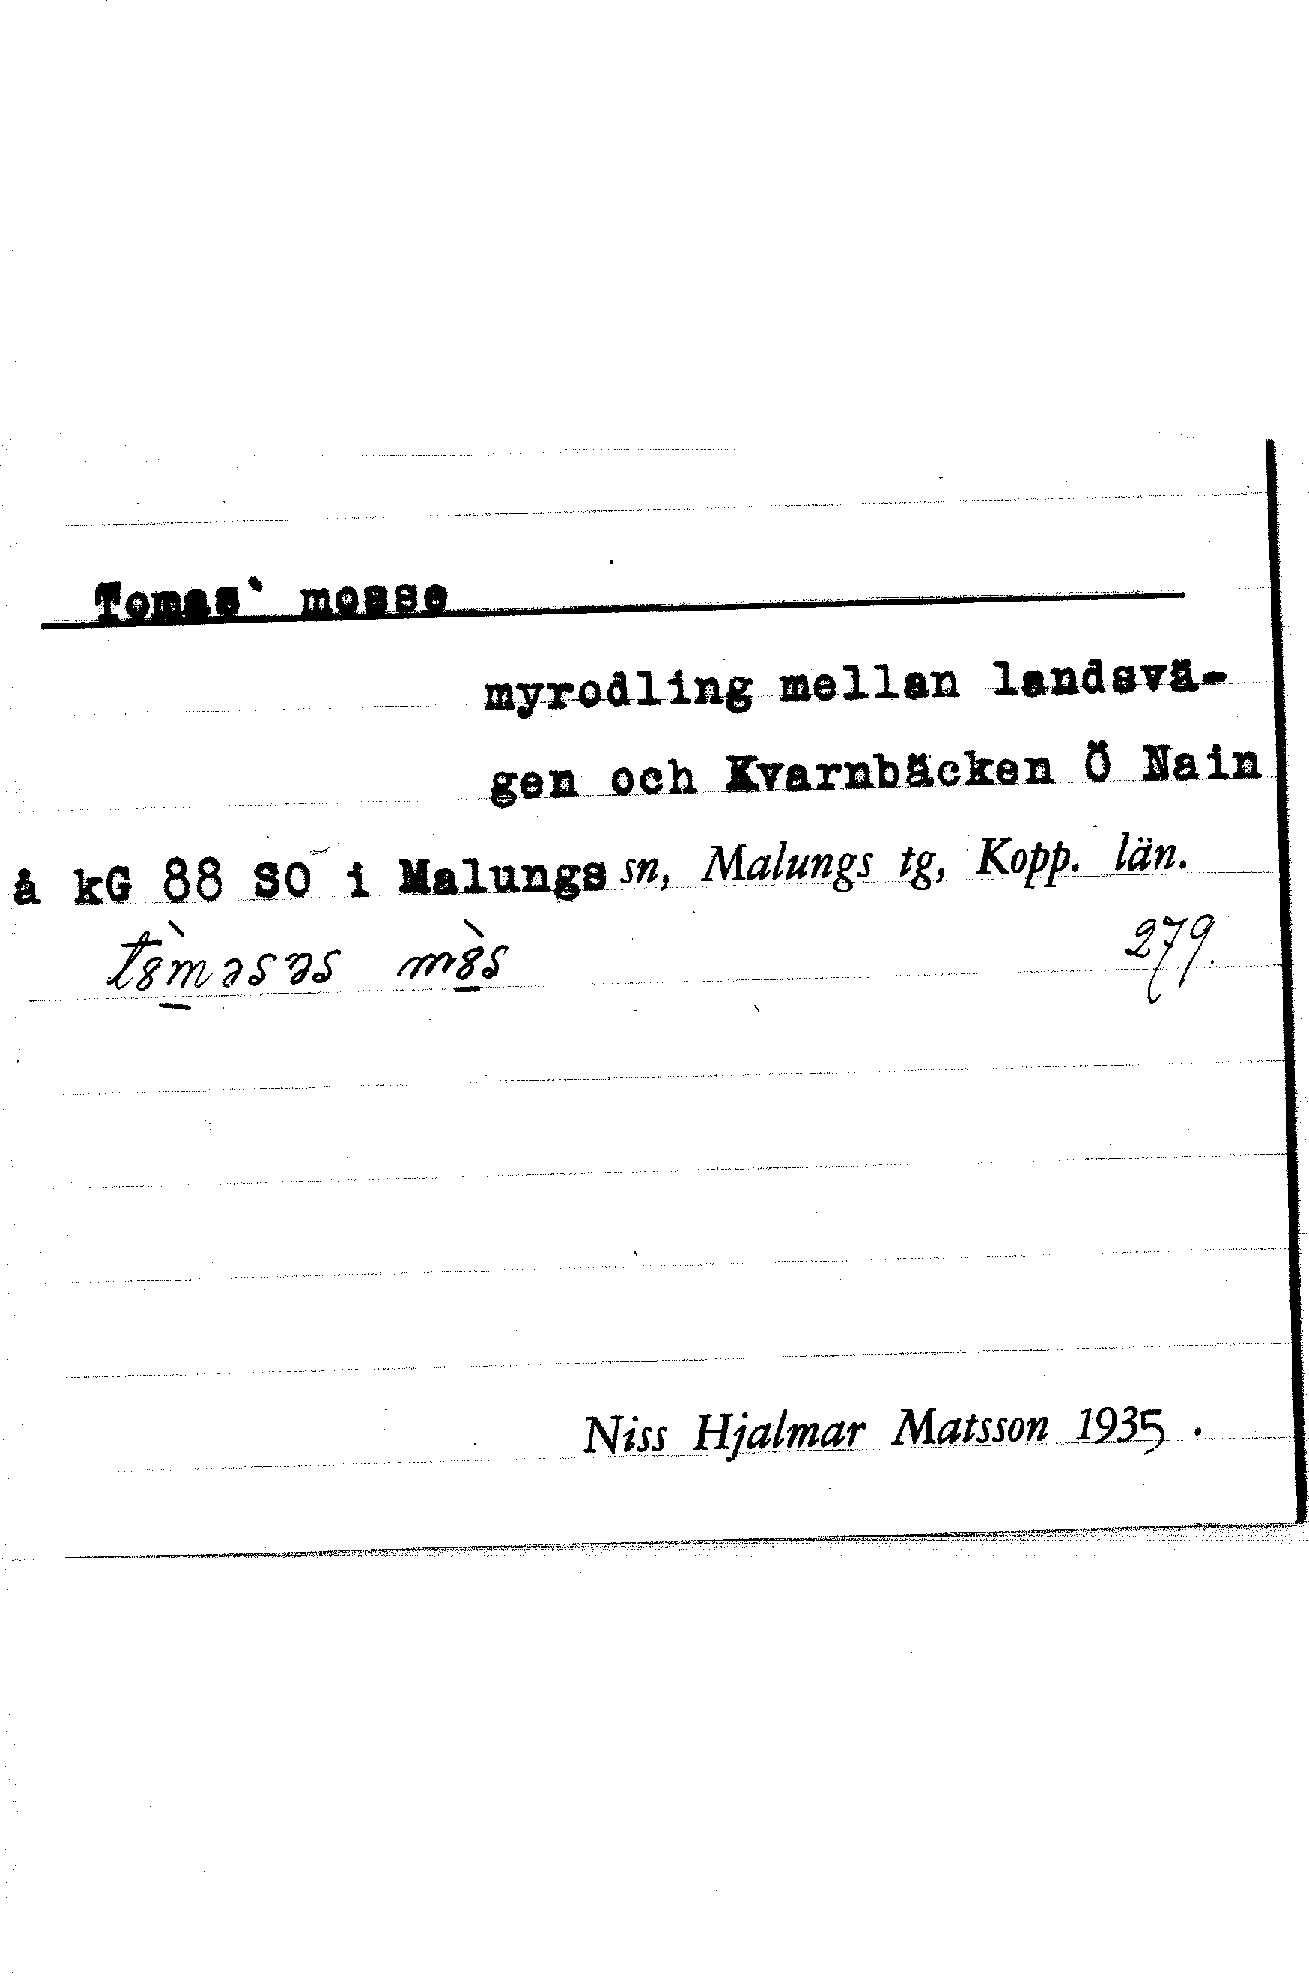 Tomas` mosse
myrodling mellan landsvä-
gen och Kvarnbäcken Ö Nain
å kG 88 SO i Malungs sn, Malungs tg, Kopp. län.
279.
Niss Hjalmar Matsson 1935.